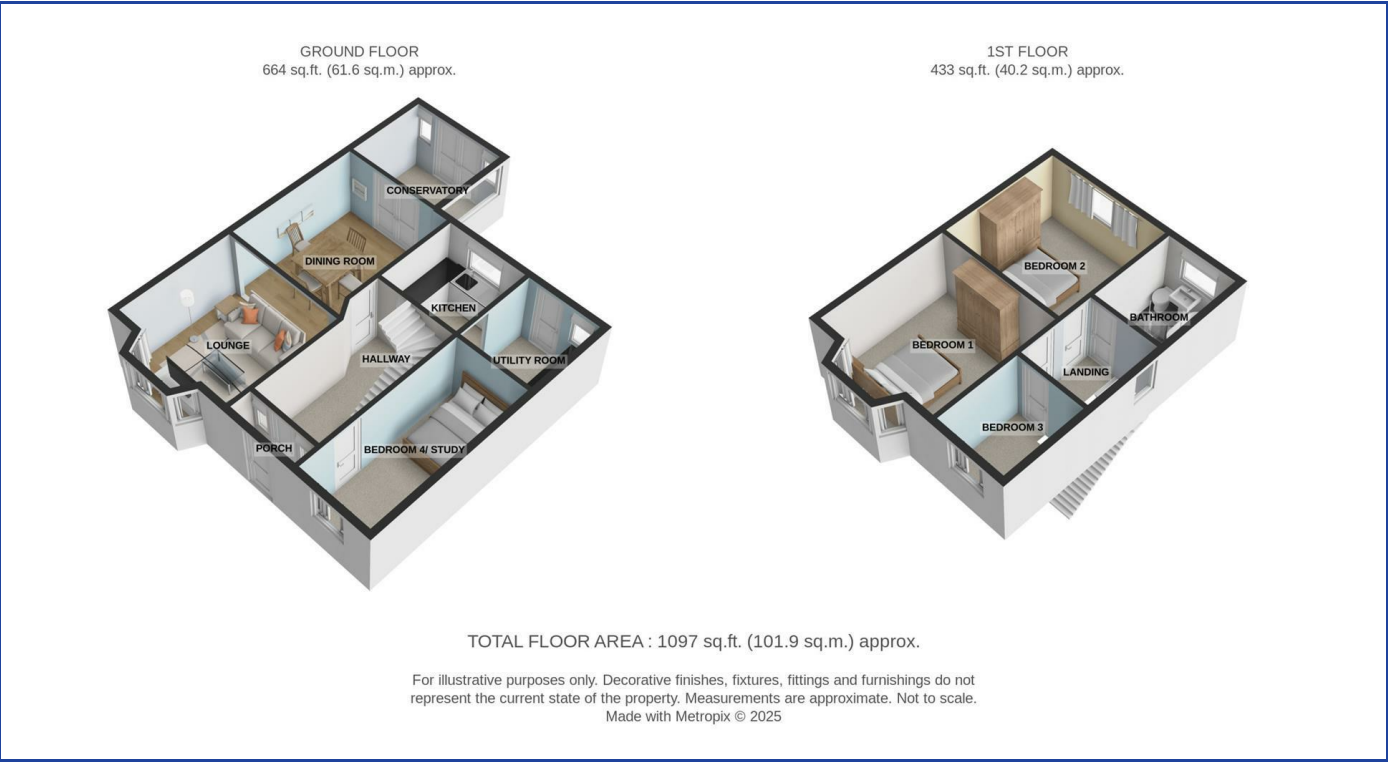 GROUND FLOOR
664 sq.ft. (61.6 sq.m.) approx.
1ST FLOOR
433 sq.ft. (40.2 sq.m.) approx.
CONSERVATORY
DINING ROOM
KITCHEN
LOUNGE
HALLWAY
UTILITY ROOM
PORCH
BEDROOM 4/ STUDY
BEDROOM 2
BATHROOM
BEDROOM 1
LANDING
BEDROOM 3
TOTAL FLOOR AREA : 1097 sq.ft. (101.9 sq.m.) approx.
For illustrative purposes only. Decorative finishes, fixtures, fittings and furnishings do not
represent the current state of the property. Measurements are approximate. Not to scale.
Made with Metropix © 2025